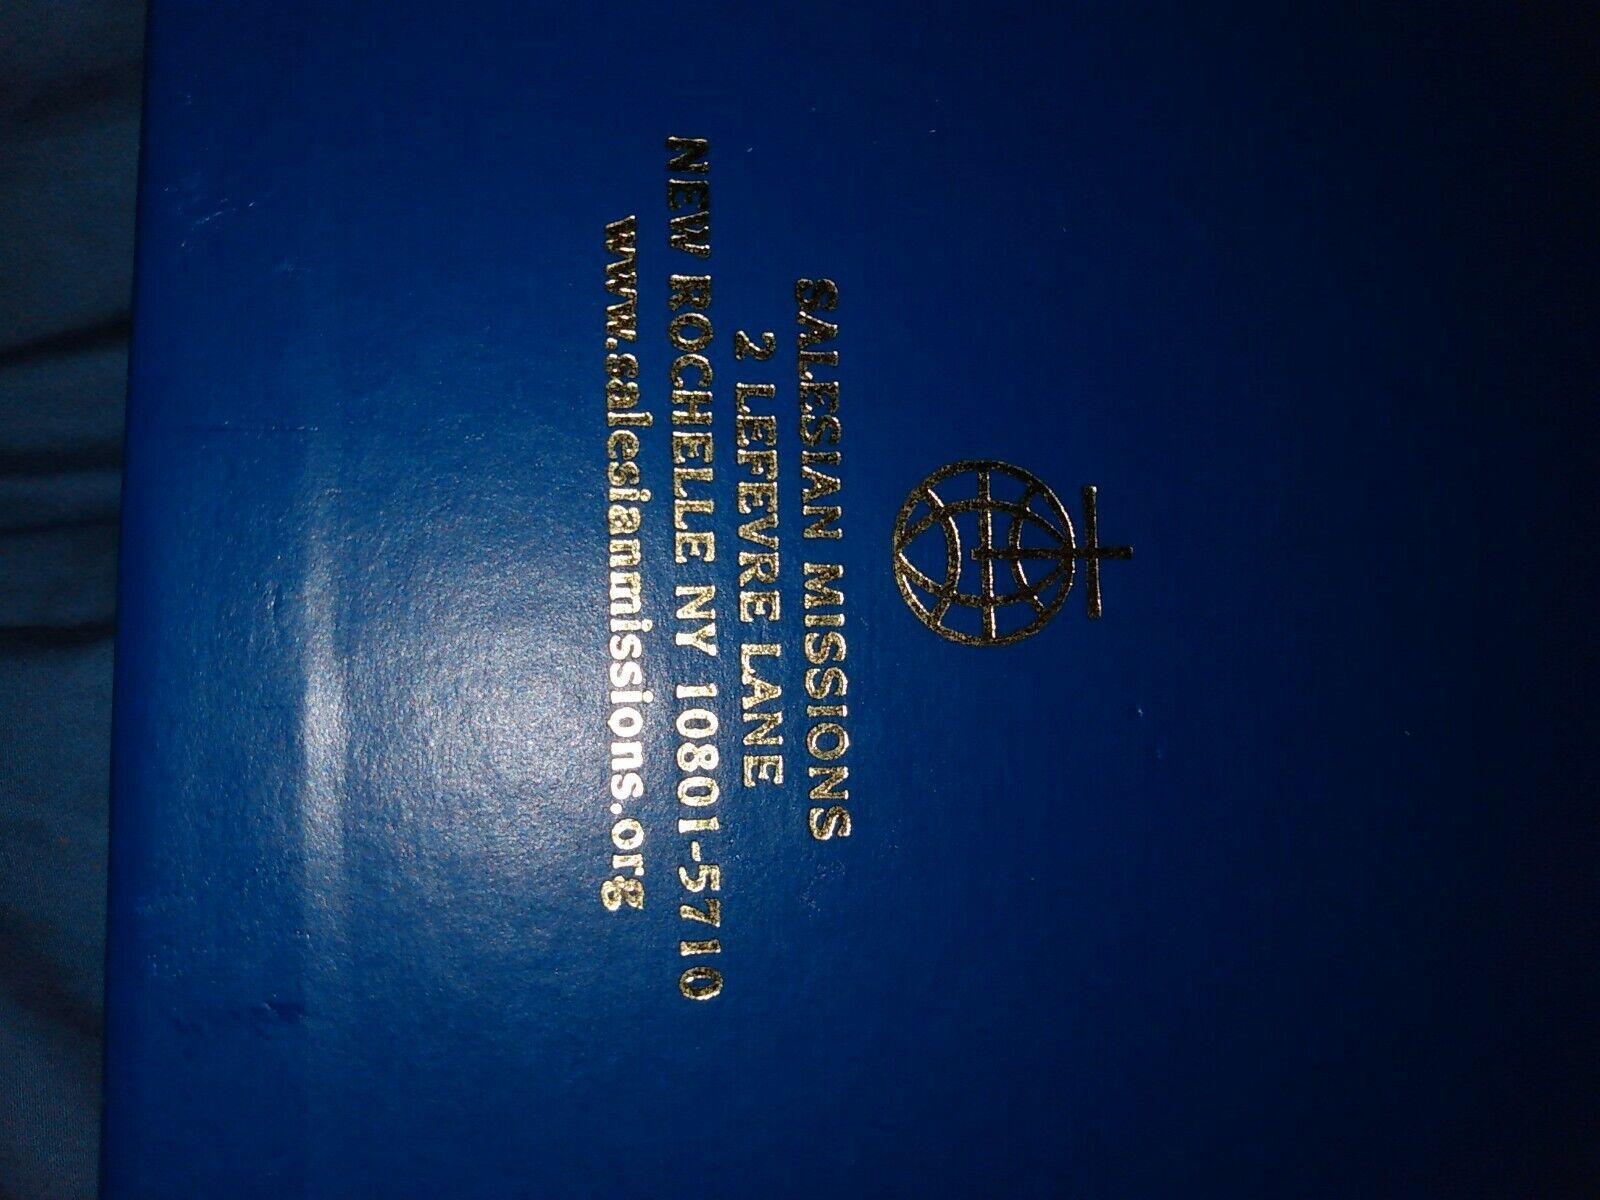 SALESIAN MISSIONS
2 LEFEVRE LANE
NEW ROCHELLE NY 10801-5710
www.salesianmissions.org